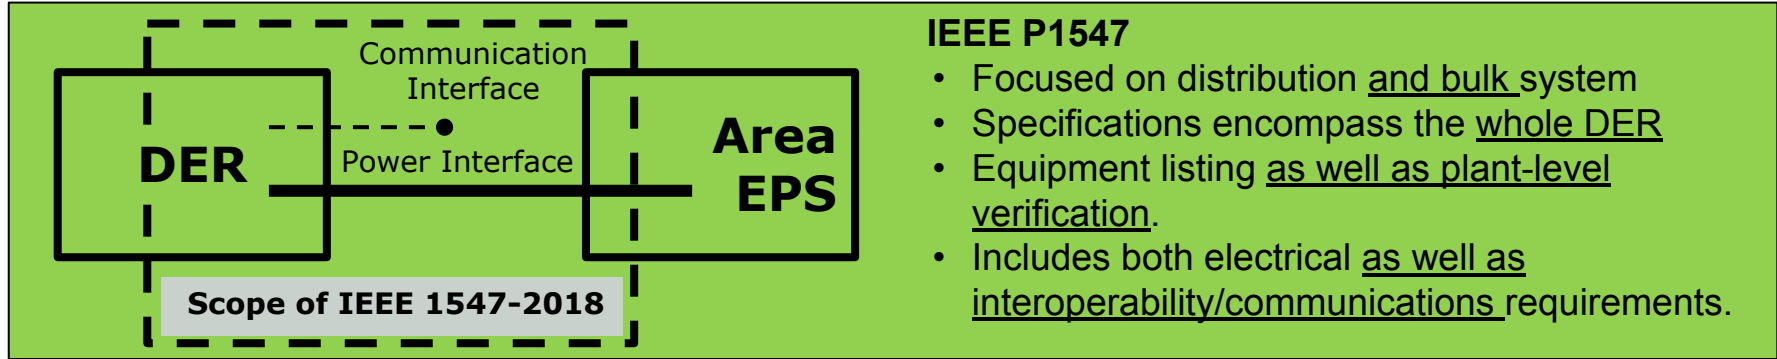 Communication
Interface
DER
Power Interface
Area
EPS
Scope of IEEE 1547-2018
IEEE P1547
• Focused on distribution and bulk system
• Specifications encompass the whole DER
• Equipment listing as well as plant-level
verification.
• Includes both electrical as well as
interoperability/communications requirements.